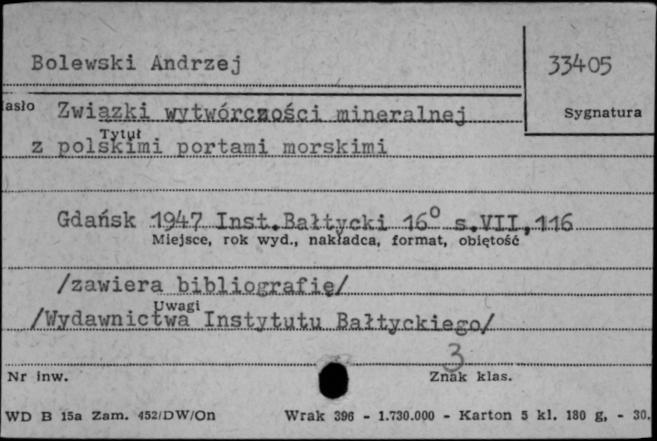 Bolewski Andrzej
33405
asło Związki wytwórczości mineralnej
Sygnatura
Tytuł
z polskimi portami morskimi
Gdańsk 1947 Inst.Bałtycki 16° s.VII,116
Miejsce, rok wyd., nakładca, format, obiętość
/zawiera bibliografię/
Uwagi
/Wydawnictwa Instytutu Bałtyckiego/
3
Nr inw.
Znak klas.
WD B 15a Zam. 452/DW/On
Wrak 396 - 1.730.000 - Karton 5 kl. 180 g, - 30.